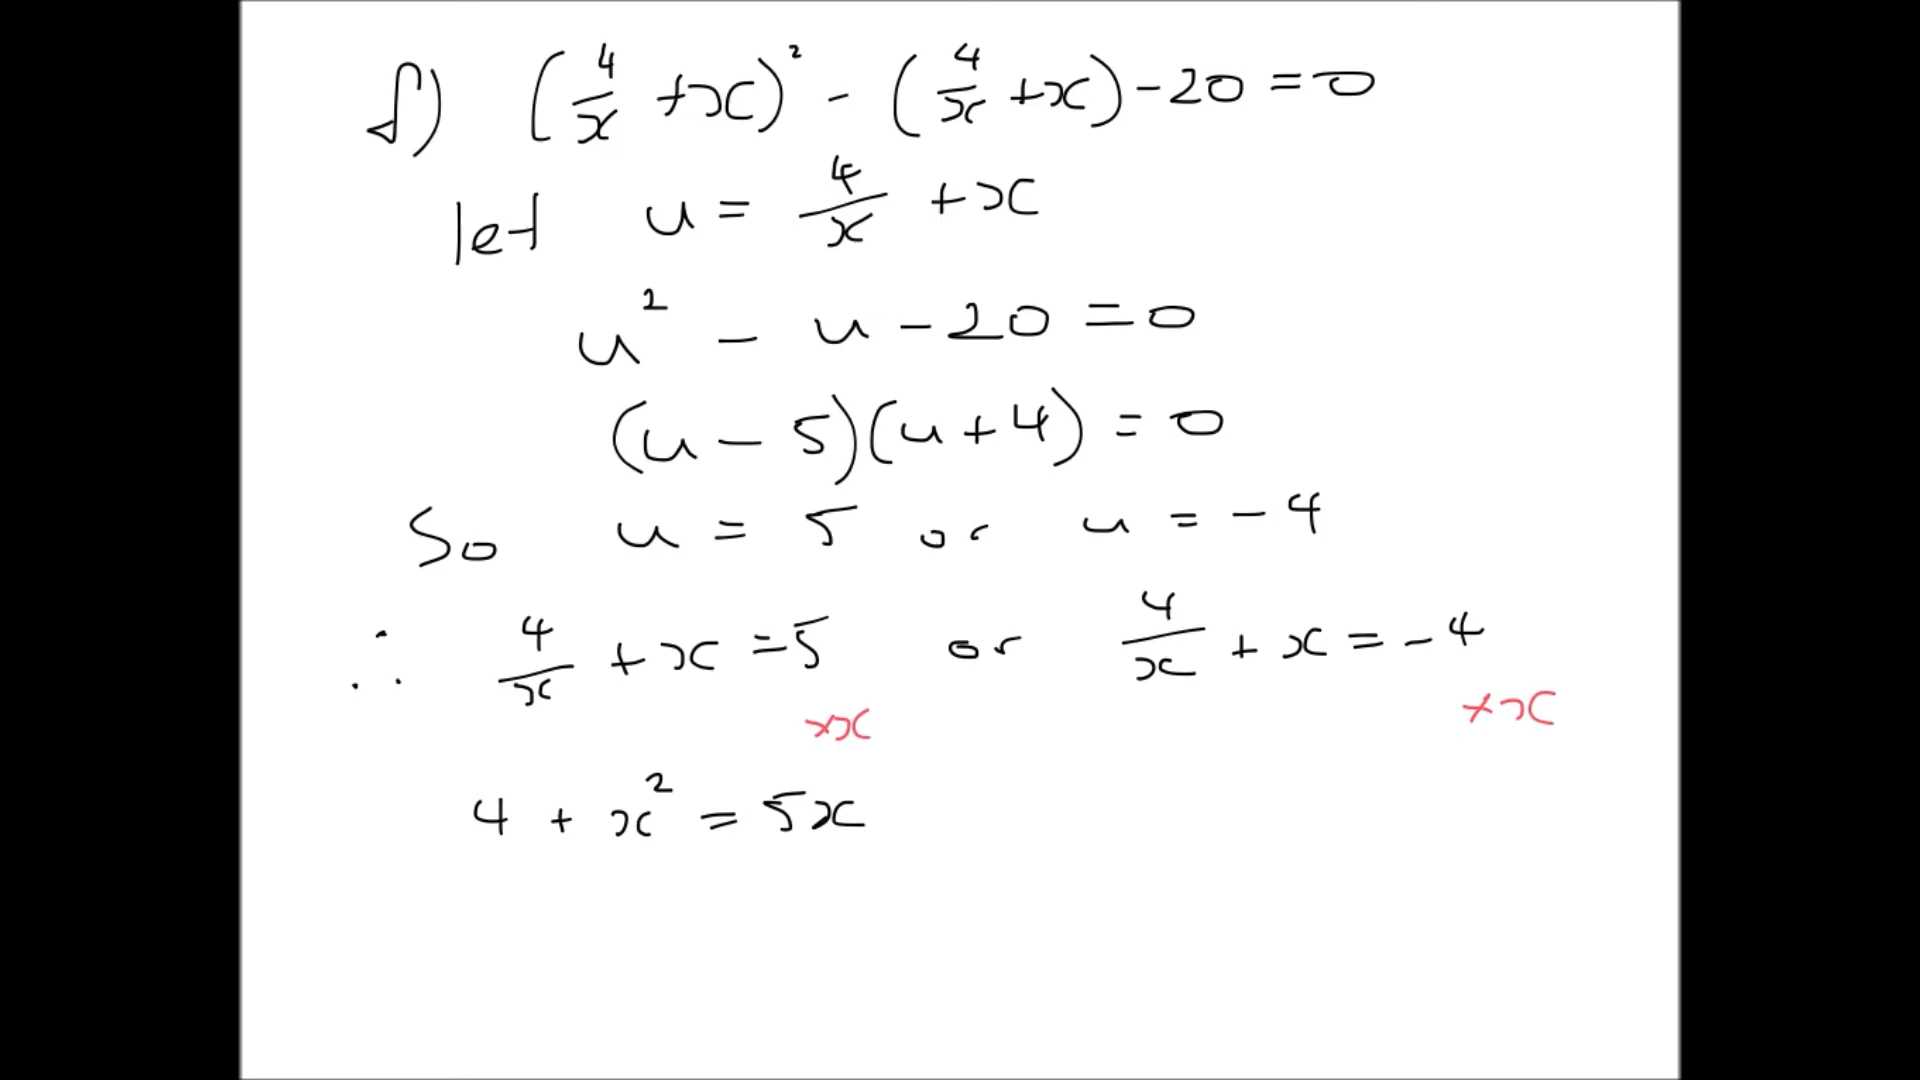 f) (4/x + x)² - (4/x + x) - 20 = 0
let u = 4/x + x
u² - u - 20 = 0
(u - 5)(u + 4) = 0
So u = 5 or u = -4
∴ 4/x + x = 5 or 4/x + x = -4
×x ×x
4 + x² = 5x